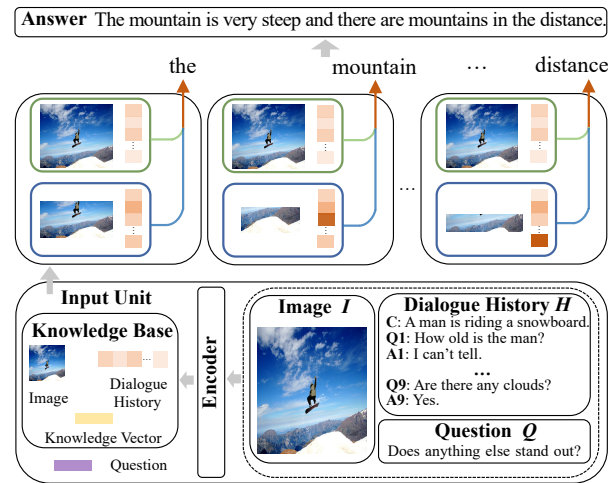 Answer The mountain is very steep and there are mountains in the distance.
the
mountain
...
distance
...
Input Unit
Knowledge Base
Image
...
Dialogue
History
Knowledge Vector
Question
Encoder
Image I
Dialogue History H
C: A man is riding a snowboard.
Q1: How old is the man?
A1: I can't tell.
...
Q9: Are there any clouds?
A9: Yes.
Question Q
Does anything else stand out?